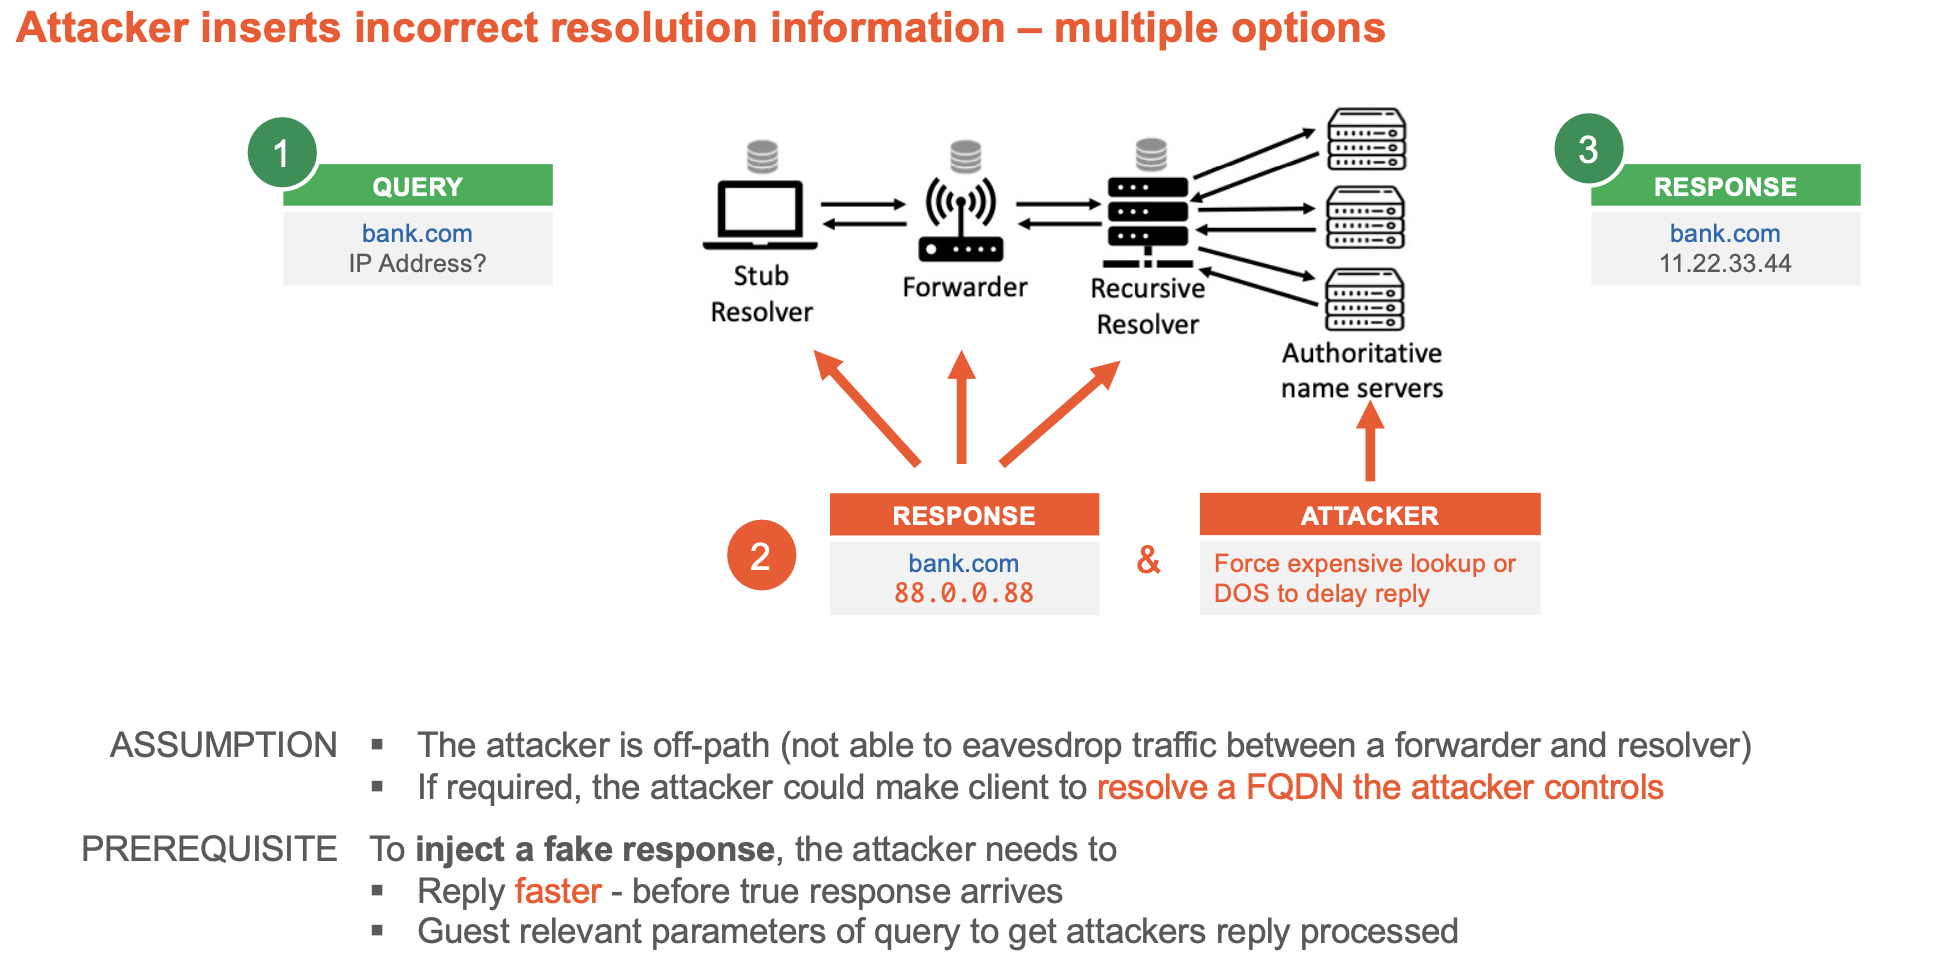 Attacker inserts incorrect resolution information – multiple options
1
QUERY
bank.com
IP Address?
Stub
Resolver
Forwarder
Recursive
Resolver
Authoritative
name servers
3
RESPONSE
bank.com
11.22.33.44
2
RESPONSE
bank.com
88.0.0.88
&
ATTACKER
Force expensive lookup or
DOS to delay reply
ASSUMPTION ▪ The attacker is off-path (not able to eavesdrop traffic between a forwarder and resolver)
▪ If required, the attacker could make client to resolve a FQDN the attacker controls
PREREQUISITE To inject a fake response, the attacker needs to
▪ Reply faster - before true response arrives
▪ Guest relevant parameters of query to get attackers reply processed